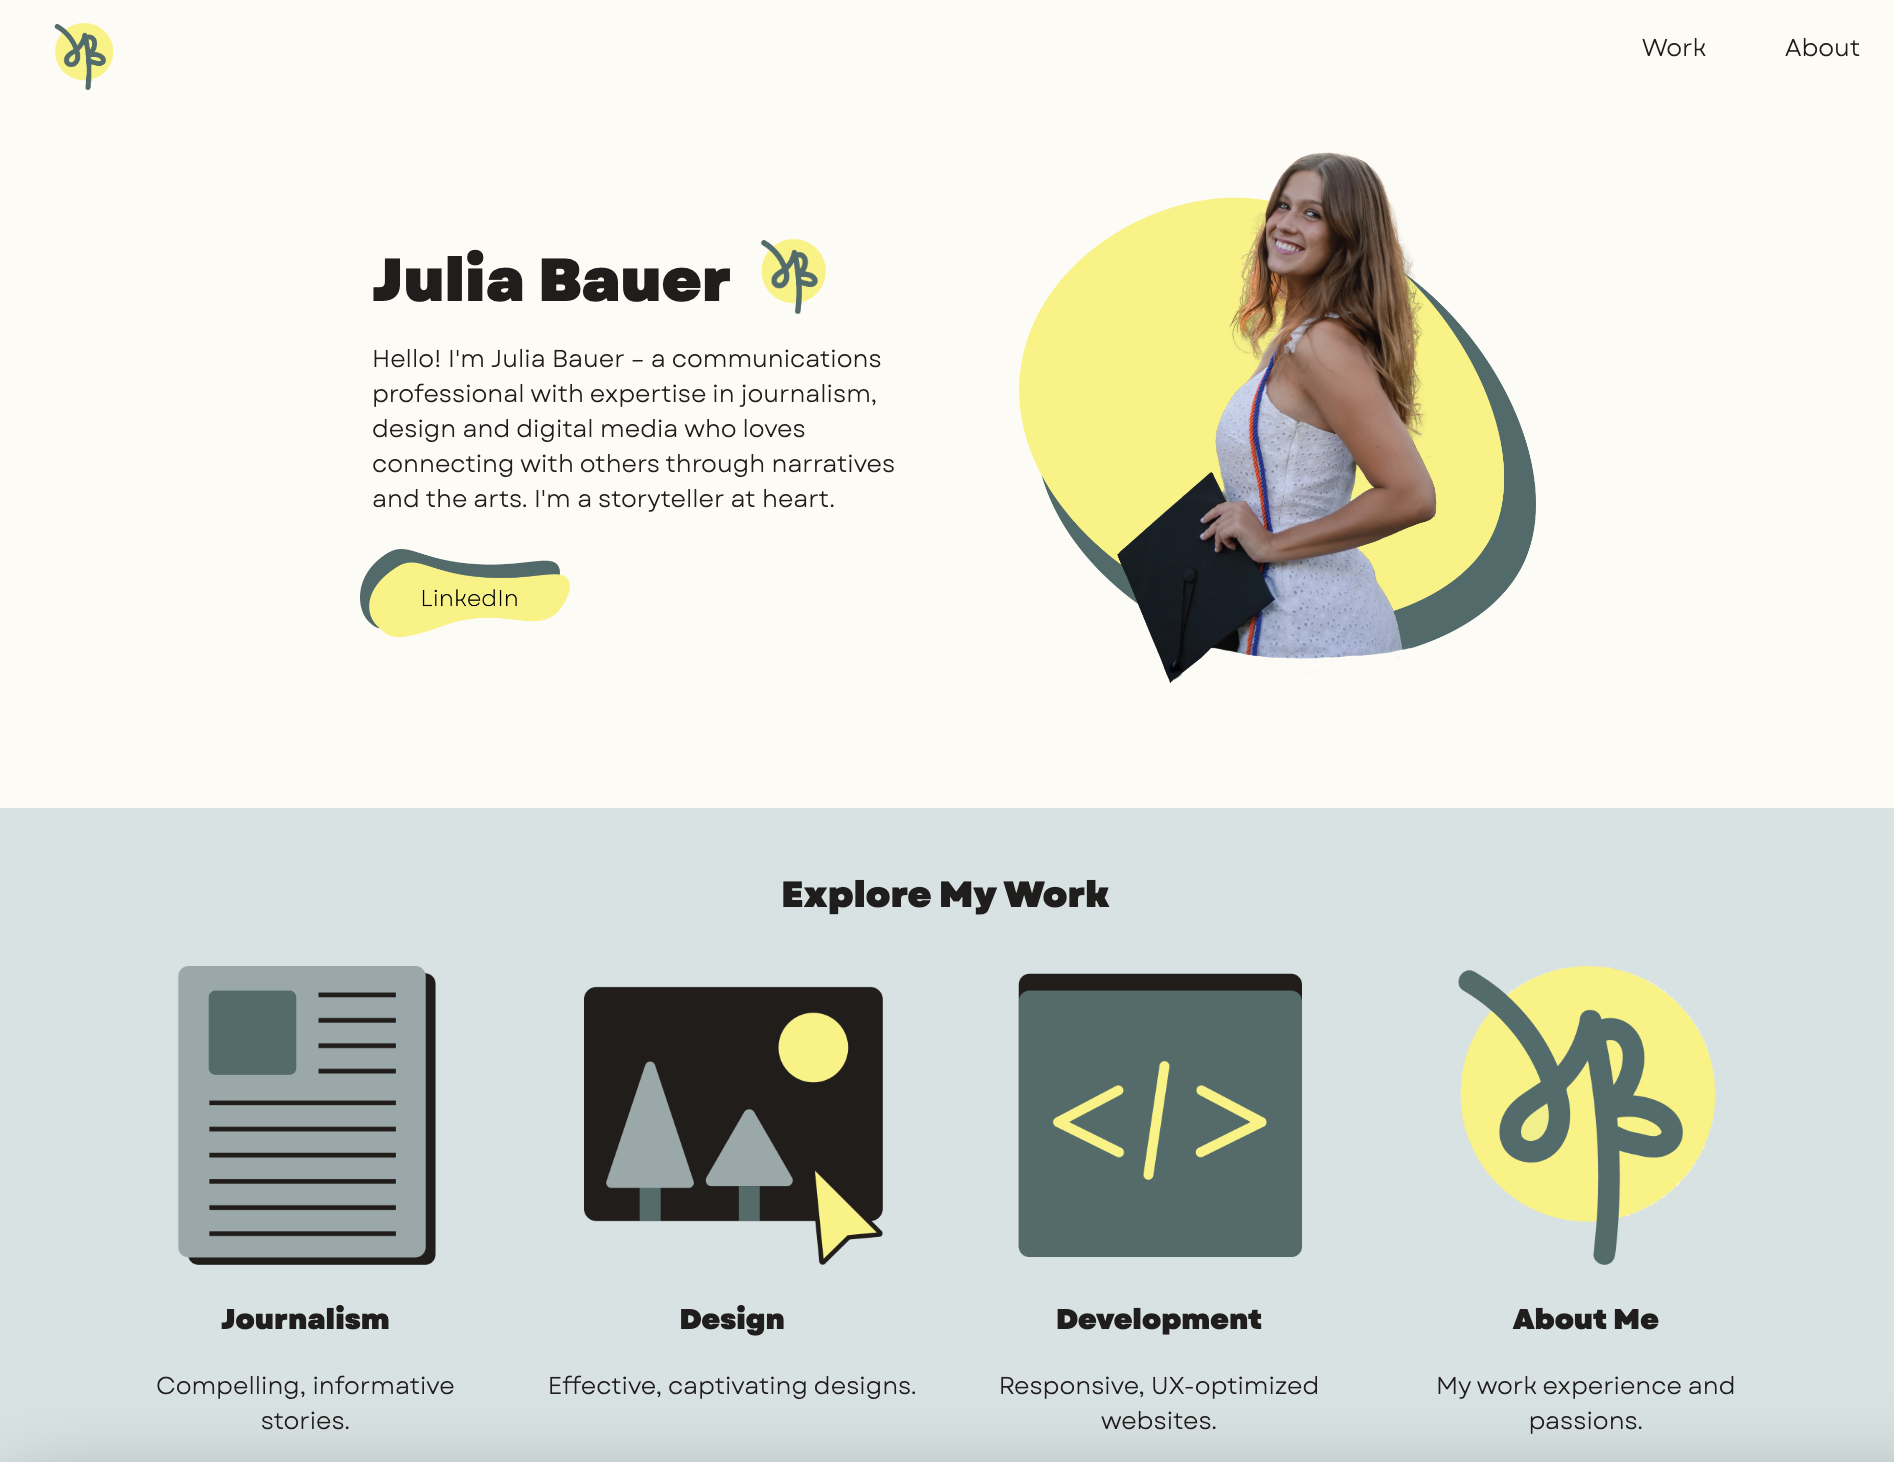 Work
About
Julia Bauer
Hello! I'm Julia Bauer – a communications
professional with expertise in journalism,
design and digital media who loves
connecting with others through narratives
and the arts. I'm a storyteller at heart.
LinkedIn
Explore My Work
</>
Journalism
Compelling, informative
stories.
Design
Effective, captivating designs.
Development
Responsive, UX-optimized
websites.
About Me
My work experience and
passions.